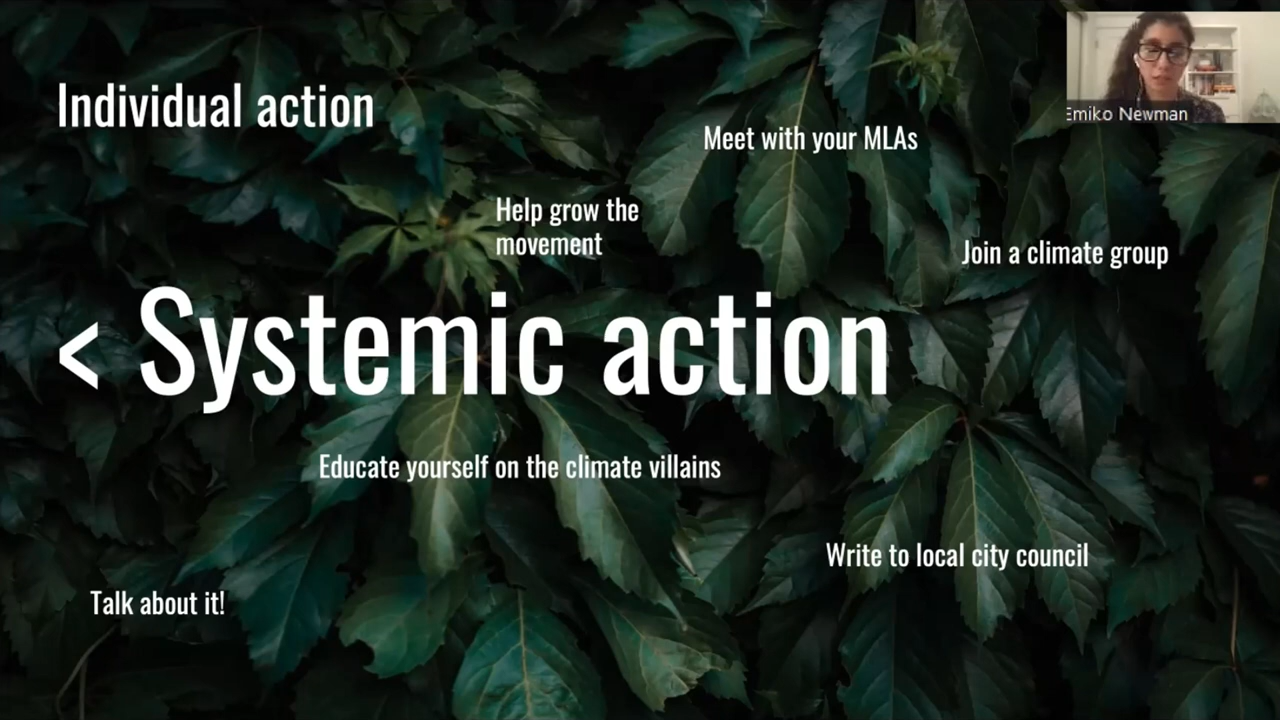 Individual action
Emiko Newman
Meet with your MLAs
Help grow the
movement
Join a climate group
< Systemic action
Educate yourself on the climate villains
Write to local city council
Talk about it!